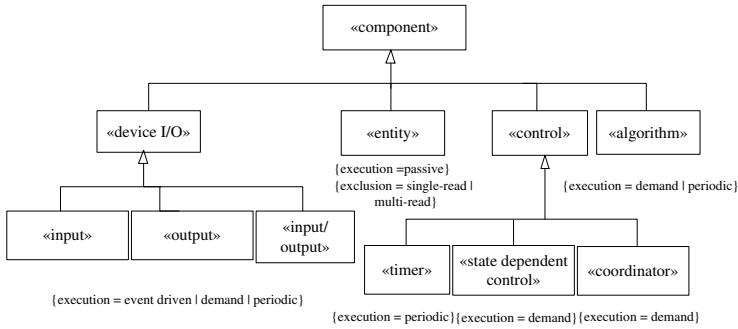 «component»
«device I/O»
«entity»
«control»
«algorithm»
{execution =passive}
{exclusion = single-read |
multi-read}
{execution = demand | periodic}
«input»
«output»
«input/
output»
«timer»
«state dependent
control»
«coordinator»
{execution = event driven | demand | periodic}
{execution = periodic}
{execution = demand}
{execution = demand}